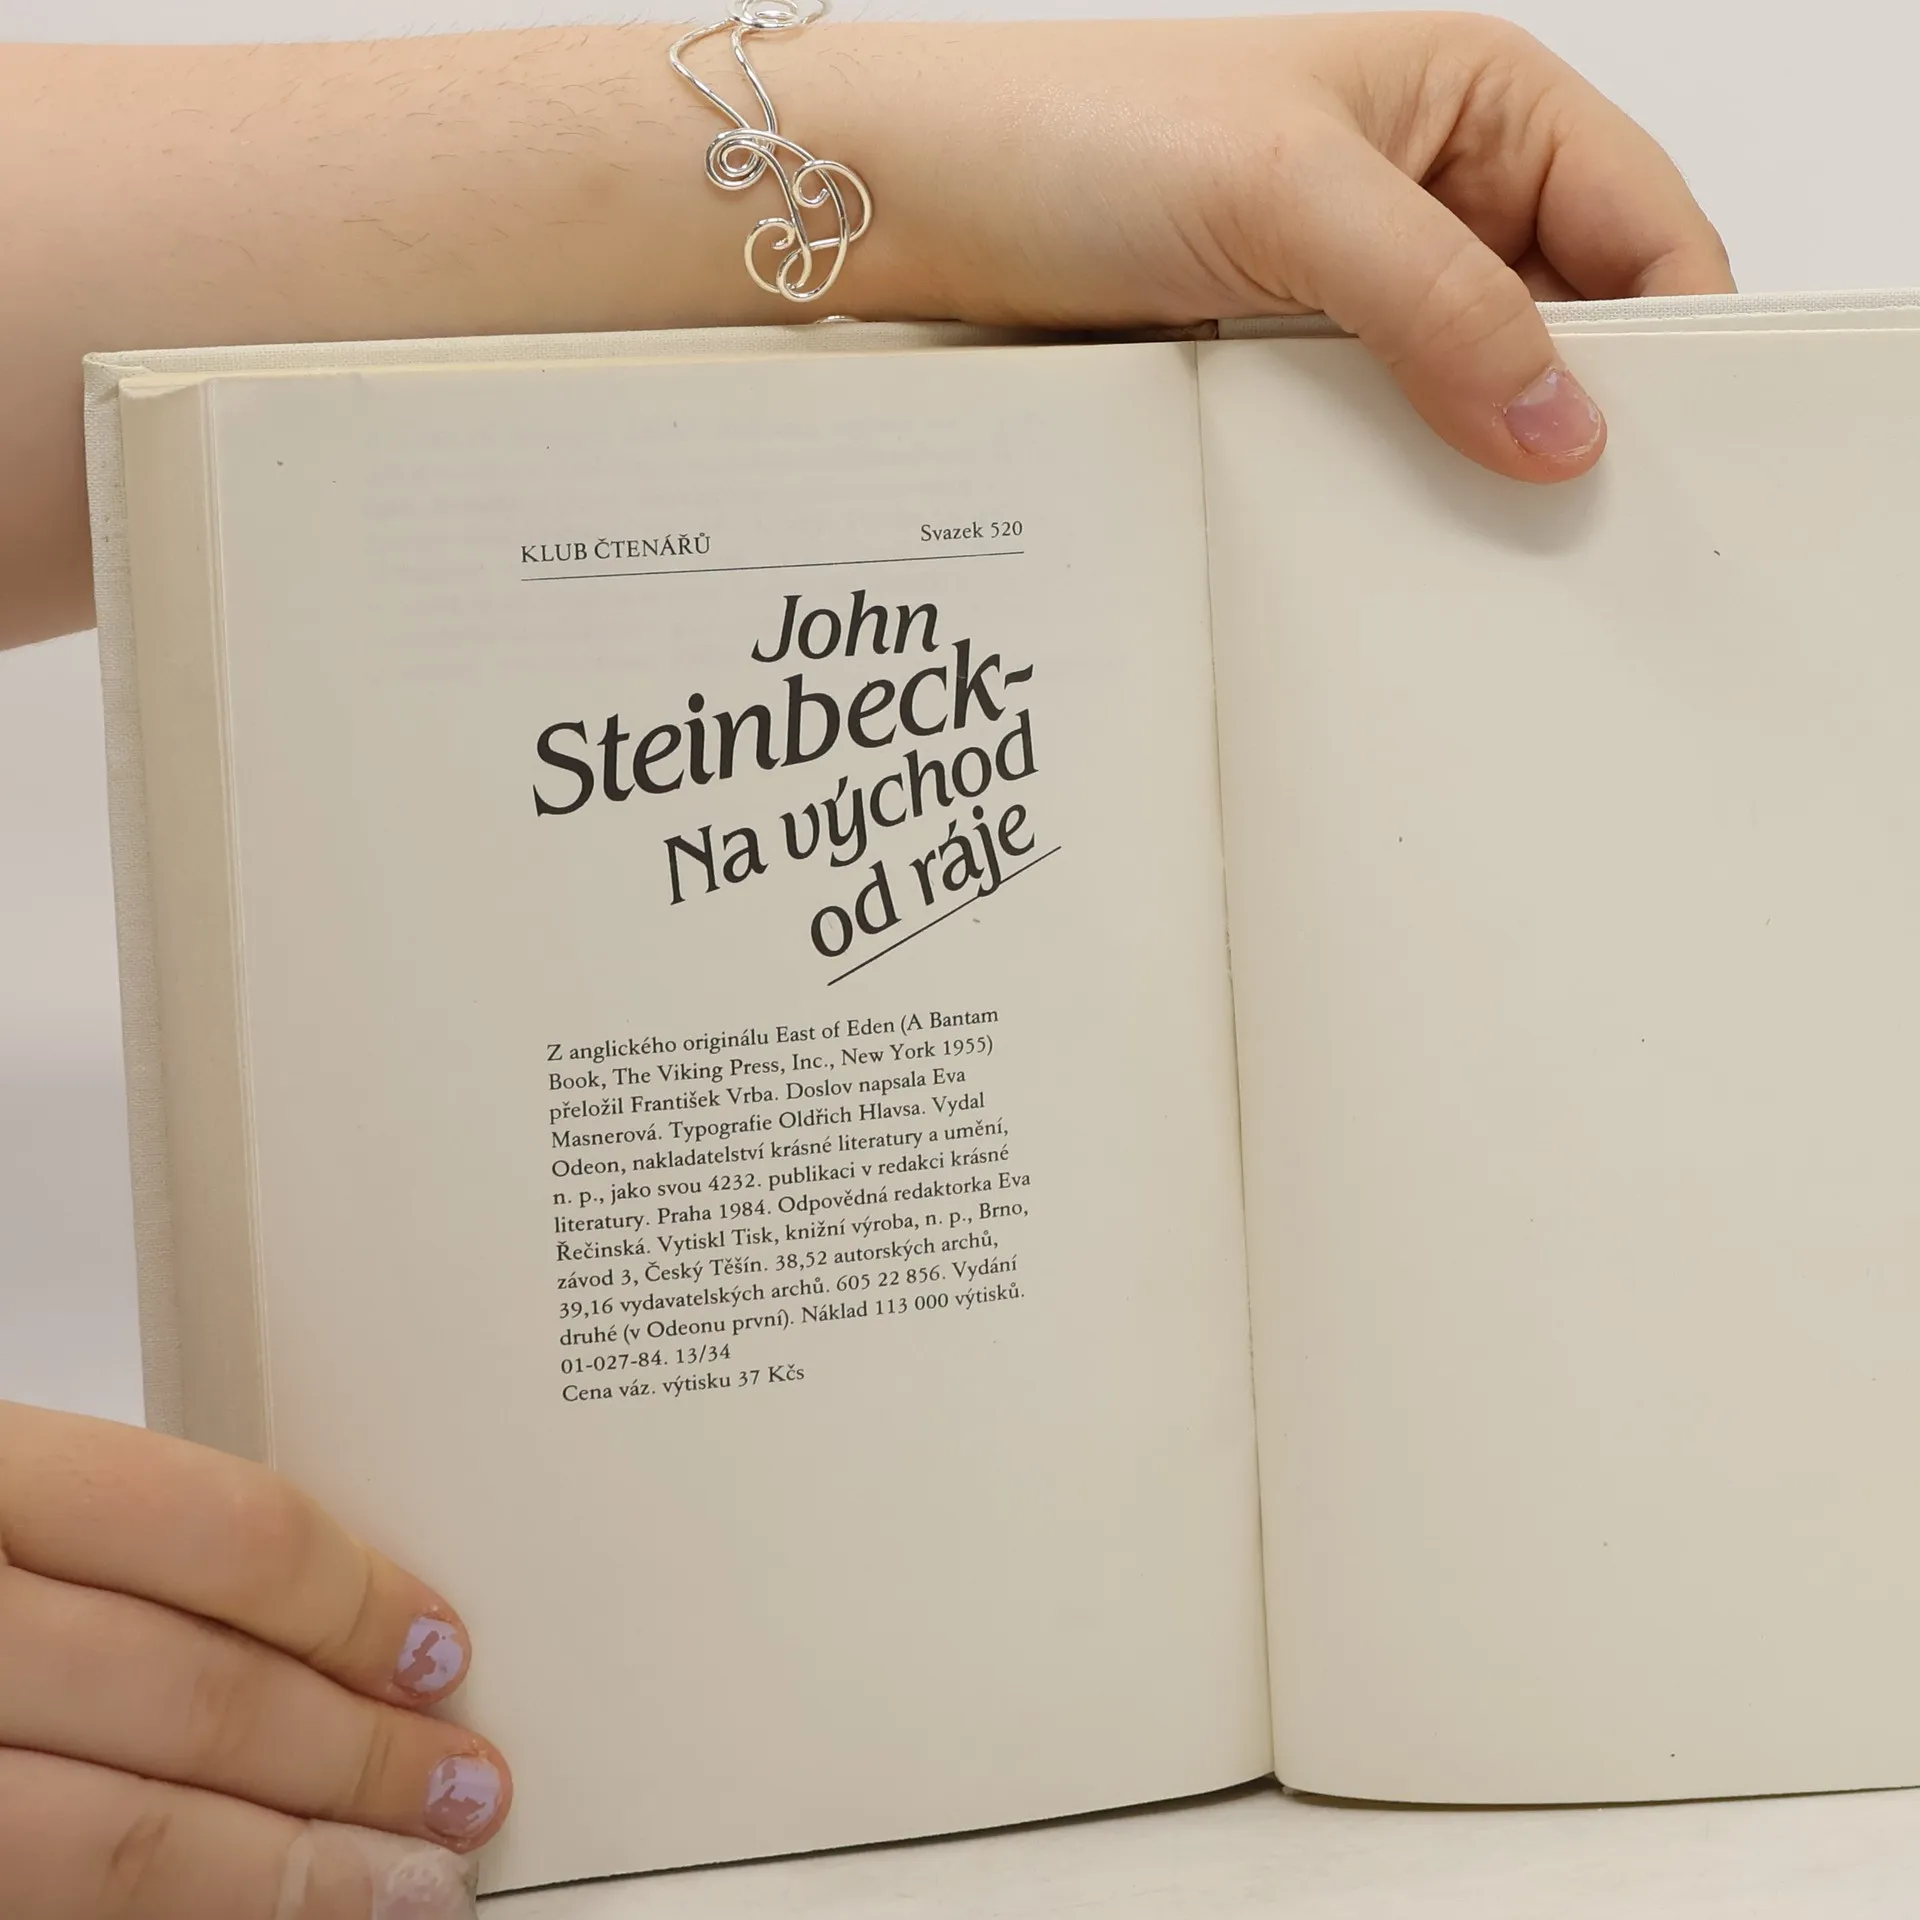 KLUB ČTENÁŘŮ Svazek 520
John
Steinbeck-
Na východ
od ráje
Z anglického originálu East of Eden (A Bantam
Book, The Viking Press, Inc., New York 1955)
přeložil František Vrba. Doslov napsala Eva
Masnerová. Typografie Oldřich Hlavsa. Vydal
Odeon, nakladatelství krásné literatury a umění,
n. p., jako svou 4232. publikaci v redakci krásné
literatury. Praha 1984. Odpovědná redaktorka Eva
Řečinská. Vytiskl Tisk, knižní výroba, n. p., Brno,
závod 3, Český Těšín. 38,52 autorských archů,
39,16 vydavatelských archů. 605 22 856. Vydání
druhé (v Odeonu první). Náklad 113 000 výtisků.
01-027-84. 13/34
Cena váz. výtisku 37 Kčs